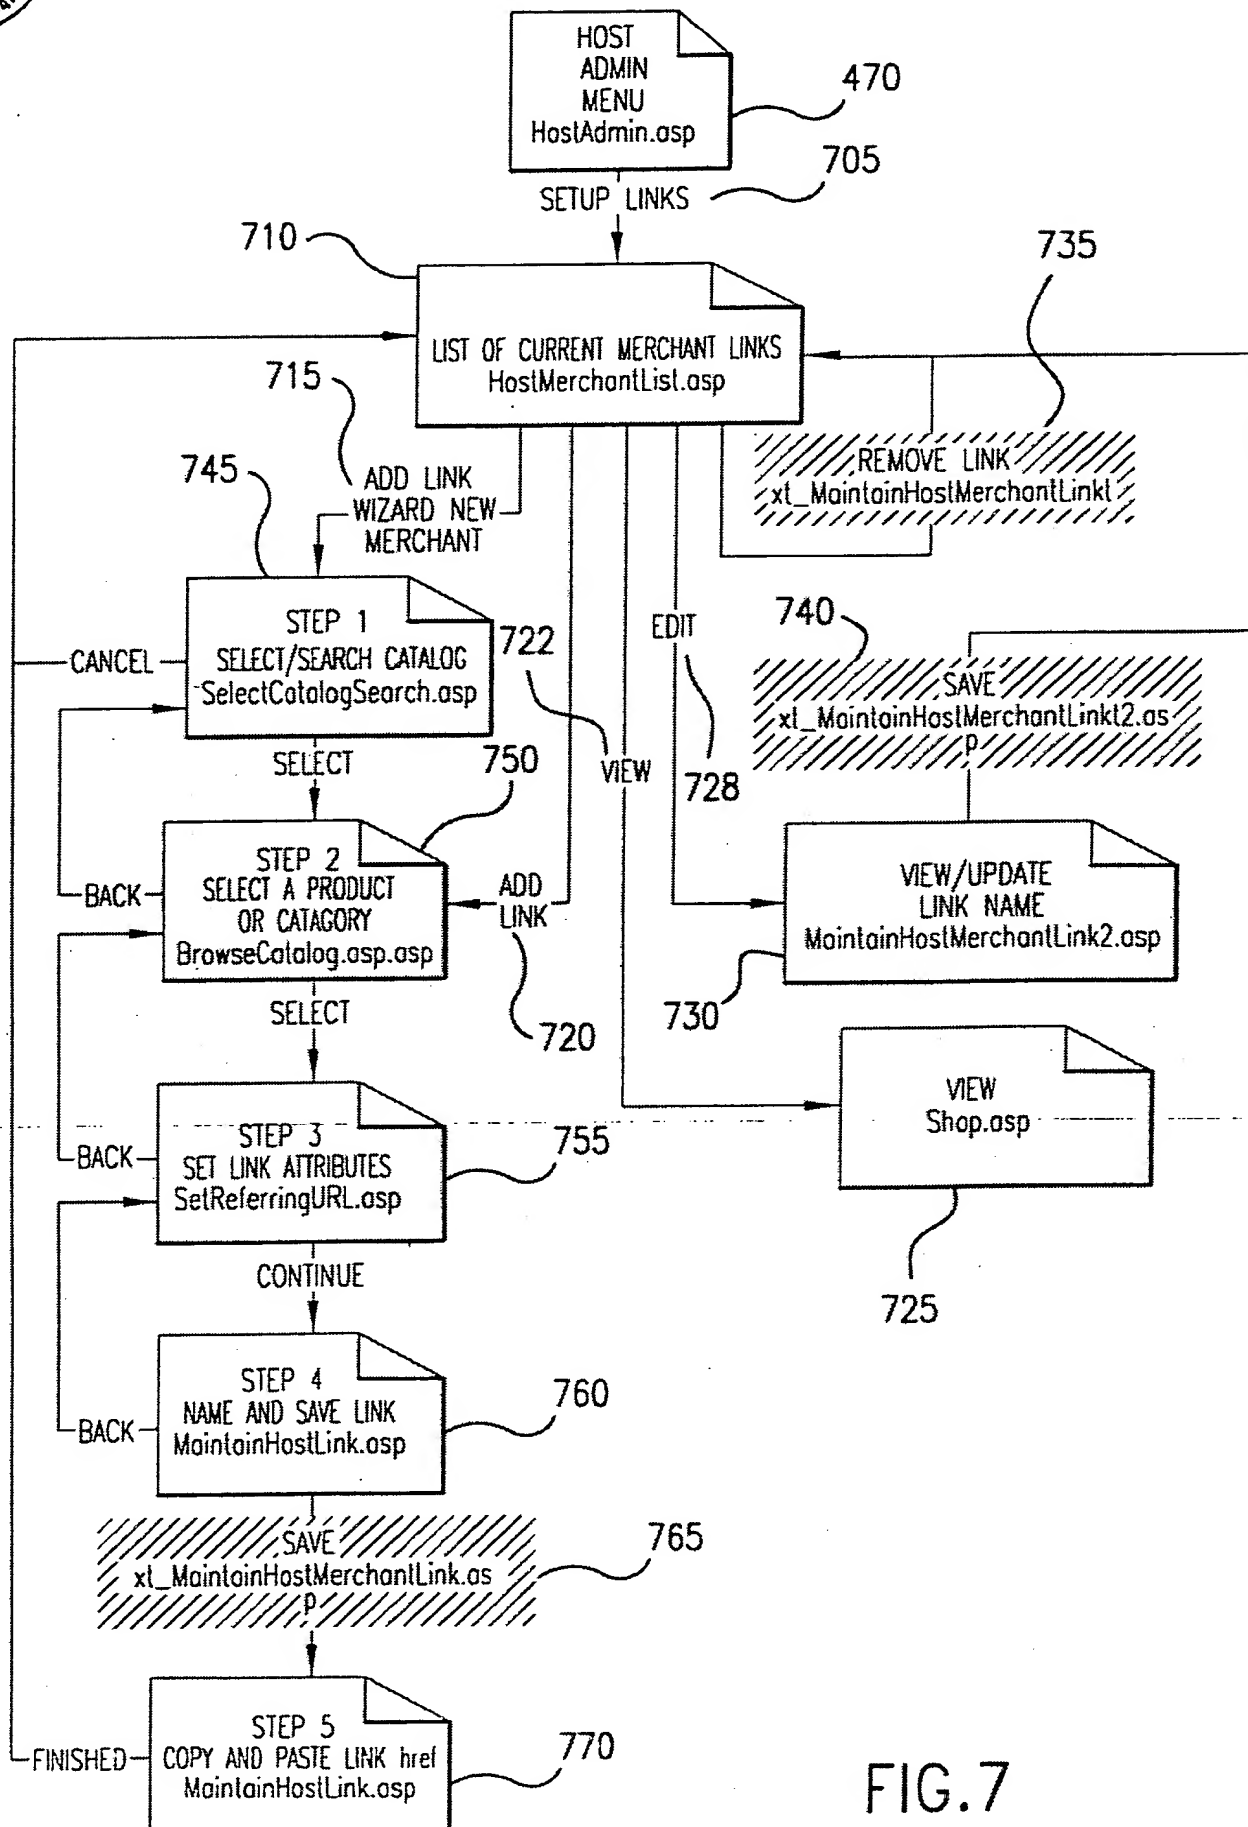 HOST
ADMIN
MENU
HostAdmin.asp
470
SETUP LINKS
705
710
735
LIST OF CURRENT MERCHANT LINKS
HostMerchantList.asp
715
REMOVE LINK
xt_MaintainHostMerchantLinkt
745
ADD LINK
WIZARD NEW
MERCHANT
STEP 1
SELECT/SEARCH CATALOG
SelectCatalogSearch.asp
CANCEL
722
EDIT
740
SAVE
xt_MaintainHostMerchantLinkt2.as
p
SELECT
750
VIEW
728
STEP 2
SELECT A PRODUCT
OR CATAGORY
BrowseCatalog.asp.asp
BACK
ADD
LINK
VIEW/UPDATE
LINK NAME
MaintainHostMerchantLink2.asp
SELECT
720
730
STEP 3
SET LINK ATTRIBUTES
SetReferringURL.asp
BACK
755
VIEW
Shop.asp
CONTINUE
725
STEP 4
NAME AND SAVE LINK
MaintainHostLink.asp
BACK
760
SAVE
xt_MaintainHostMerchantLink.as
p
765
STEP 5
COPY AND PASTE LINK href
MaintainHostLink.asp
FINISHED
770
FIG.7